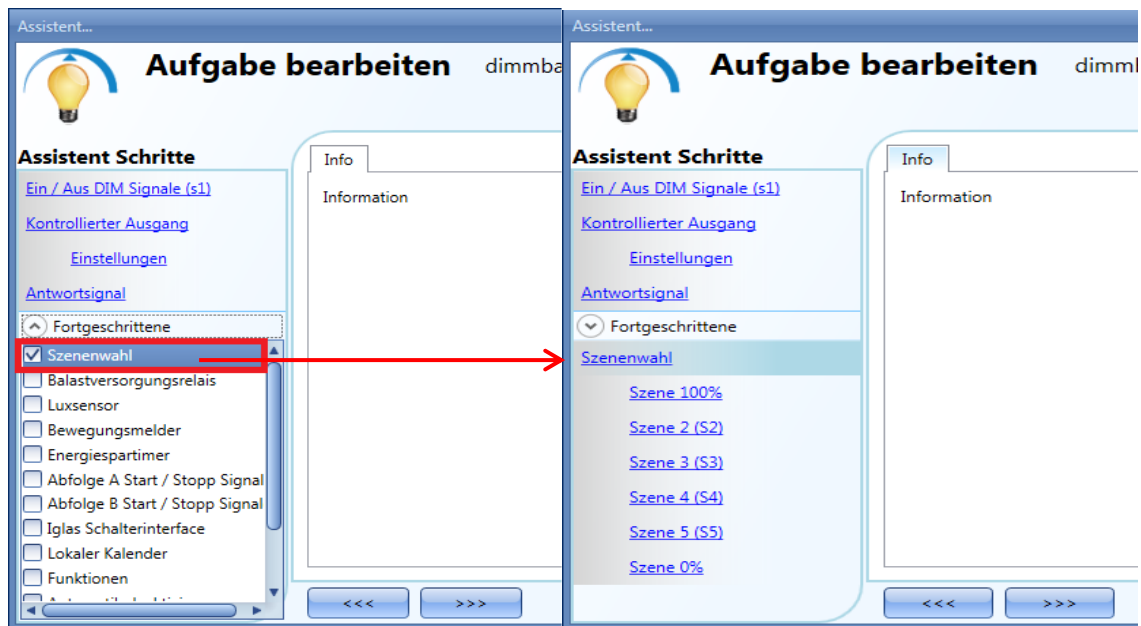 Assistent...
Aufgabe bearbeiten
Assistent Schritte
Ein / Aus DIM Signale (s1)
Kontrollierter Ausgang
Einstellungen
Antwortsignal
Fortgeschrittene
Szenenwahl
Balastversorgungsrelais
Luxsensor
Bewegungsmelder
Energiespartimer
Abfolge A Start / Stopp Signal
Abfolge B Start / Stopp Signal
Iglas Schalterinterface
Lokaler Kalender
Funktionen
Info
Information
<<< >>>
Assistent...
Aufgabe bearbeiten
Assistent Schritte
Ein / Aus DIM Signale (s1)
Kontrollierter Ausgang
Einstellungen
Antwortsignal
Fortgeschrittene
Szenenwahl
Szene 100%
Szene 2 (S2)
Szene 3 (S3)
Szene 4 (S4)
Szene 5 (S5)
Szene 0%
Info
Information
<<< >>>